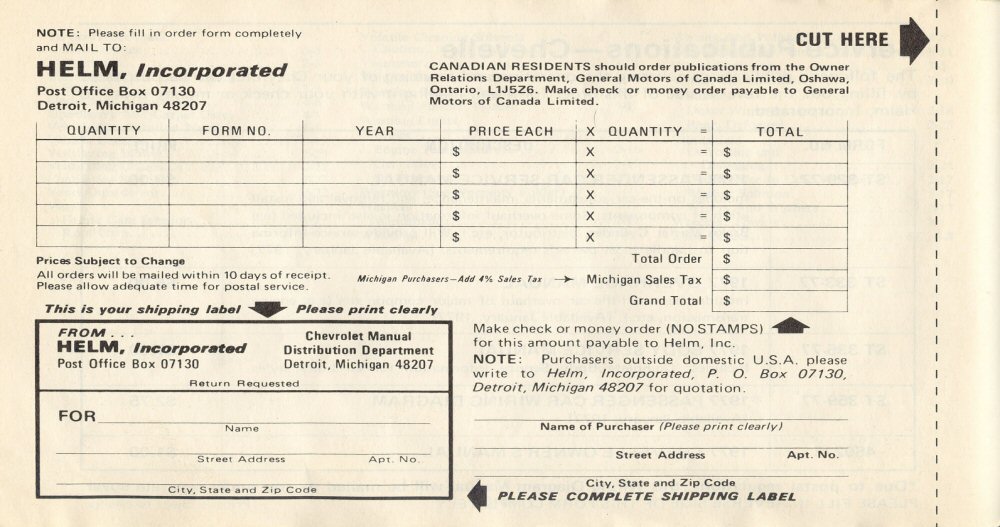 NOTE: Please fill in order form completely
and MAIL TO:
HELM, Incorporated
Post Office Box 07130
Detroit, Michigan 48207
CUT HERE
CANADIAN RESIDENTS should order publications from the Owner
Relations Department, General Motors of Canada Limited, Oshawa,
Ontario, L1J5Z6. Make check or money order payable to General
Motors of Canada Limited.
QUANTITY FORM NO. YEAR PRICE EACH X QUANTITY = TOTAL
$ X = $
$ X = $
$ X = $
$ X = $
$ X = $
Total Order $
Michigan Purchasers—Add 4% Sales Tax Michigan Sales Tax $
Grand Total $
Prices Subject to Change
All orders will be mailed within 10 days of receipt.
Please allow adequate time for postal service.
This is your shipping label Please print clearly
FROM . . .
HELM, Incorporated
Post Office Box 07130
Chevrolet Manual
Distribution Department
Detroit, Michigan 48207
Return Requested
FOR
Name
Street Address Apt. No.
City, State and Zip Code
Make check or money order (NO STAMPS)
for this amount payable to Helm, Inc.
NOTE: Purchasers outside domestic U.S.A. please
write to Helm, Incorporated, P. O. Box 07130,
Detroit, Michigan 48207 for quotation.
Name of Purchaser (Please print clearly)
Street Address Apt. No.
City, State and Zip Code
PLEASE COMPLETE SHIPPING LABEL